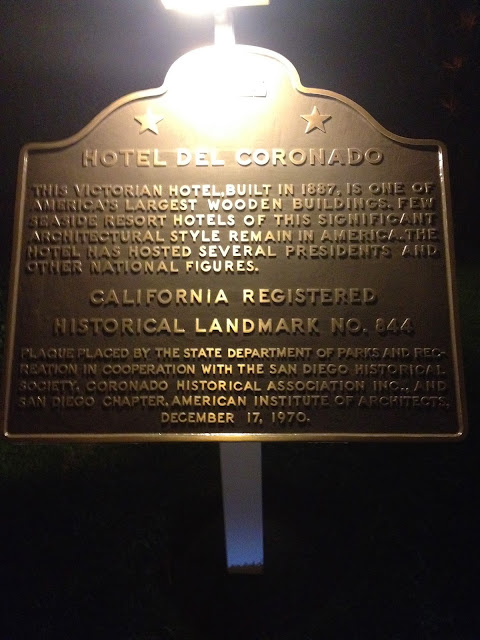 HOTEL DEL CORONADO
THIS VICTORIAN HOTEL, BUILT IN 1887, IS ONE OF
AMERICA'S LARGEST WOODEN BUILDINGS. FEW
SEASIDE RESORT HOTELS OF THIS SIGNIFICANT
ARCHITECTURAL STYLE REMAIN IN AMERICA. THE
HOTEL HAS HOSTED SEVERAL PRESIDENTS AND
OTHER NATIONAL FIGURES.
CALIFORNIA REGISTERED
HISTORICAL LANDMARK NO. 844
PLAQUE PLACED BY THE STATE DEPARTMENT OF PARKS AND REC-
REATION IN COOPERATION WITH THE SAN DIEGO HISTORICAL
SOCIETY, CORONADO HISTORICAL ASSOCIATION INC., AND
SAN DIEGO CHAPTER, AMERICAN INSTITUTE OF ARCHITECTS,
DECEMBER 17, 1970.